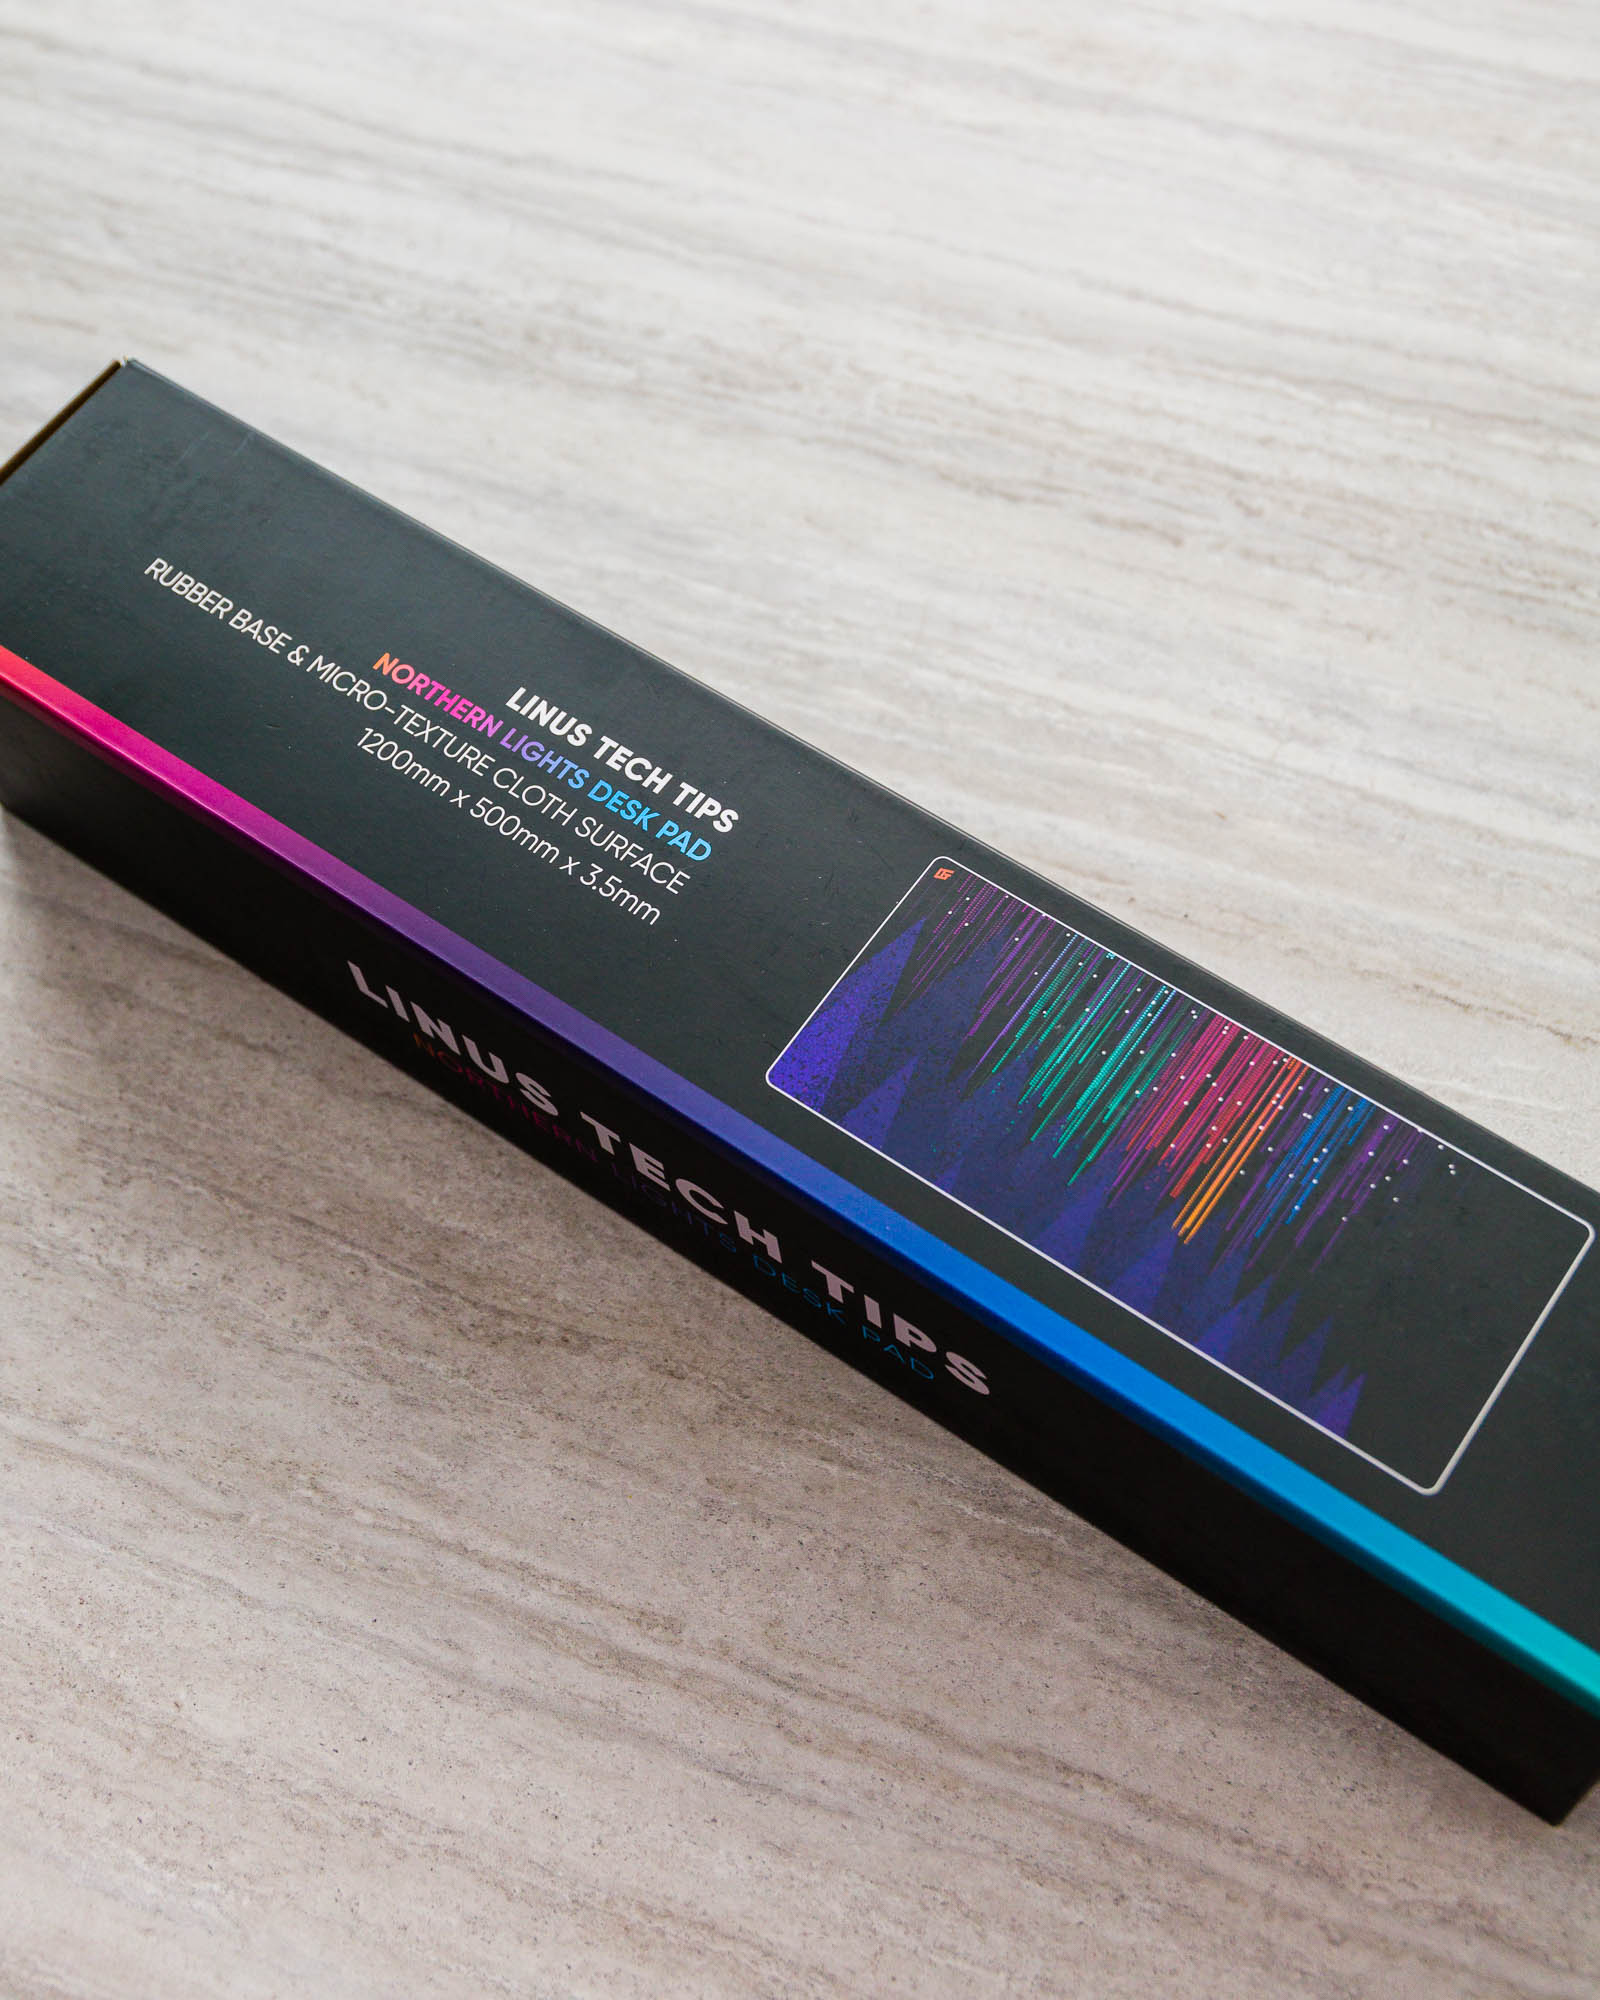 LINUS TECH TIPS
NORTHERN LIGHTS DESK PAD
RUBBER BASE & MICRO-TEXTURE CLOTH SURFACE
1200mm x 500mm x 3.5mm
LINUS TECH TIPS
NORTHERN LIGHTS DESK PAD